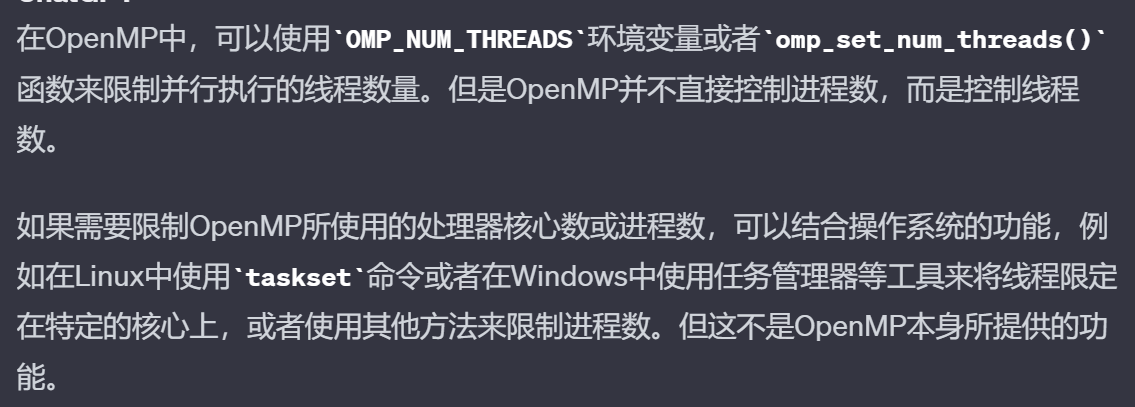 在OpenMP中，可以使用`OMP_NUM_THREADS`环境变量或者`omp_set_num_threads()`
函数来限制并行执行的线程数量。但是OpenMP并不直接控制进程数，而是控制线程
数。
如果需要限制OpenMP所使用的处理器核心数或进程数，可以结合操作系统的功能，例
如在Linux中使用`taskset`命令或者在Windows中使用任务管理器等工具来将线程限定
在特定的核心上，或者使用其他方法来限制进程数。但这不是OpenMP本身所提供的功
能。